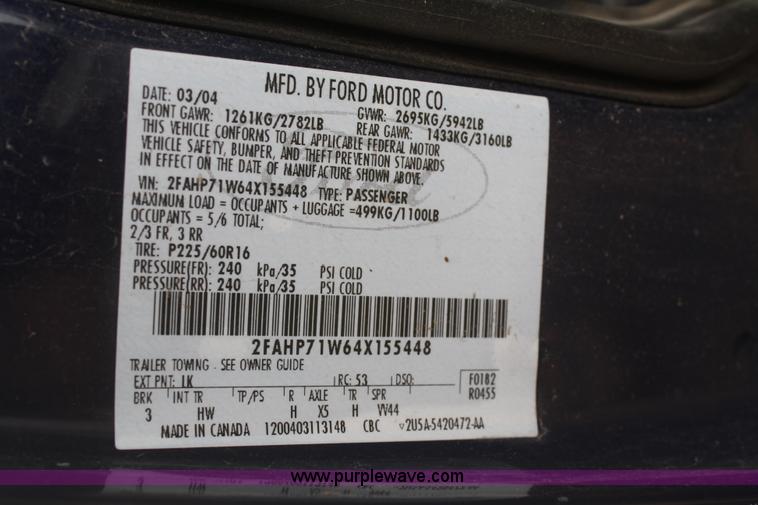 MFD. BY FORD MOTOR CO.
DATE: 03/04 GVWR: 2695KG/5942LB
FRONT GAWR: 1261KG/2782LB REAR GAWR: 1433KG/3160LB
THIS VEHICLE CONFORMS TO ALL APPLICABLE FEDERAL MOTOR
VEHICLE SAFETY, BUMPER, AND THEFT PREVENTION STANDARDS
IN EFFECT ON THE DATE OF MANUFACTURE SHOWN ABOVE.
VIN: 2FAHP71W64X155448 TYPE: PASSENGER
MAXIMUM LOAD = OCCUPANTS + LUGGAGE =499KG/1100LB
OCCUPANTS = 5/6 TOTAL;
2/3 FR, 3 RR
TIRE: P225/60R16
PRESSURE(FR): 240 kPa/35 PSI COLD
PRESSURE(RR): 240 kPa/35 PSI COLD
2FAHP71W64X155448
TRAILER TOWING - SEE OWNER GUIDE
EXT PNT: LK RC: 53 DSO: F0182
BRK INT TR TP/PS R AXLE TR SPR R0455
3 HW H X5 H VV44
MADE IN CANADA 1200403113148 CBC ▽2U5A-5420472-AA
Ford
www.purplewave.com